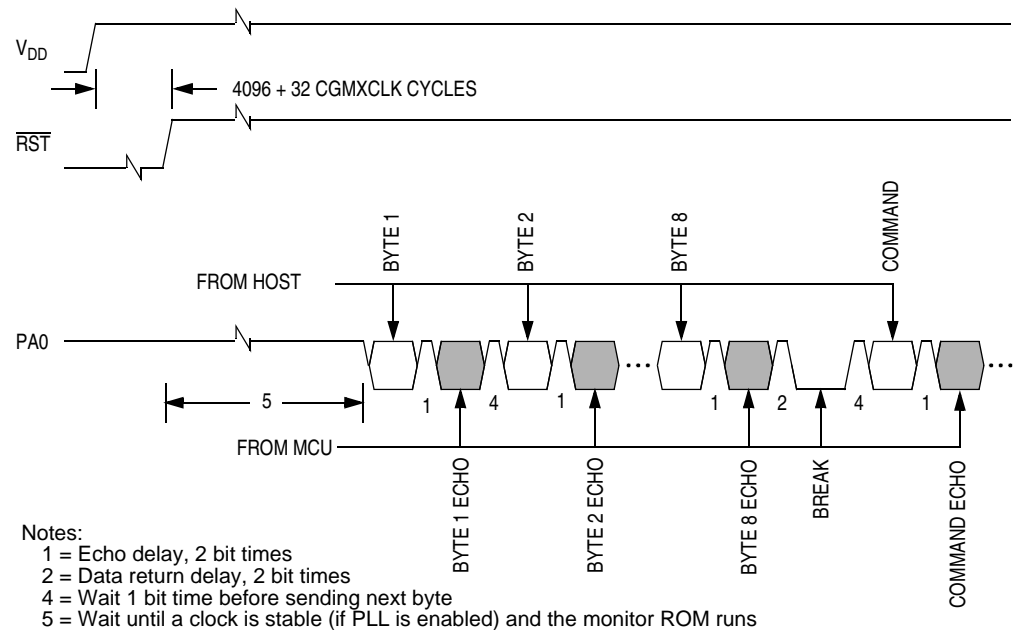 VDD
4096 + 32 CGMXCLK CYCLES
RST
BYTE 1
BYTE 2
BYTE 8
COMMAND
FROM HOST
PA0
5
1
4
1
1
2
4
1
FROM MCU
BYTE 1 ECHO
BYTE 2 ECHO
BYTE 8 ECHO
BREAK
COMMAND ECHO
Notes:
1 = Echo delay, 2 bit times
2 = Data return delay, 2 bit times
4 = Wait 1 bit time before sending next byte
5 = Wait until a clock is stable (if PLL is enabled) and the monitor ROM runs